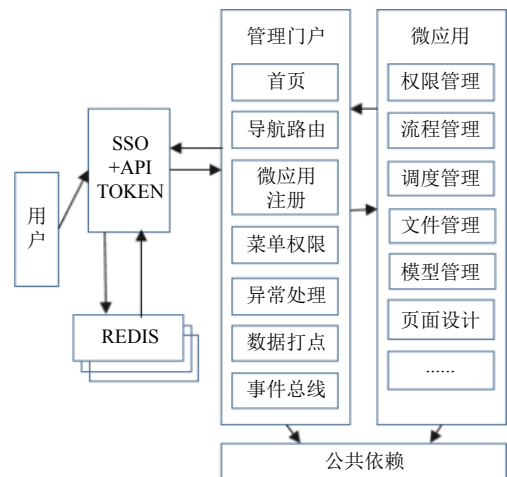 用
户
SSO
+API
TOKEN
REDIS
管理门户
首页
导航路由
微应用
注册
菜单权限
异常处理
数据打点
事件总线
微应用
权限管理
流程管理
调度管理
文件管理
模型管理
页面设计
......
公共依赖